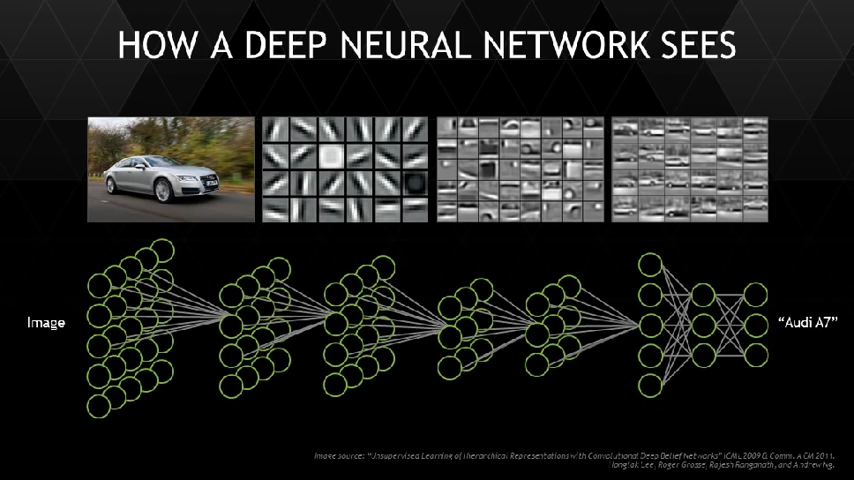 HOW A DEEP NEURAL NETWORK SEES
Image
“Audi A7”
Image sources: “Unsupervised Learning of Hierarchical Representations with Convolutional Deep Belief Networks” ICML 2009 & Comm. ACM 2011.
Honglak Lee, Roger Grosse, Rajesh Ranganath, and Andrew Ng.